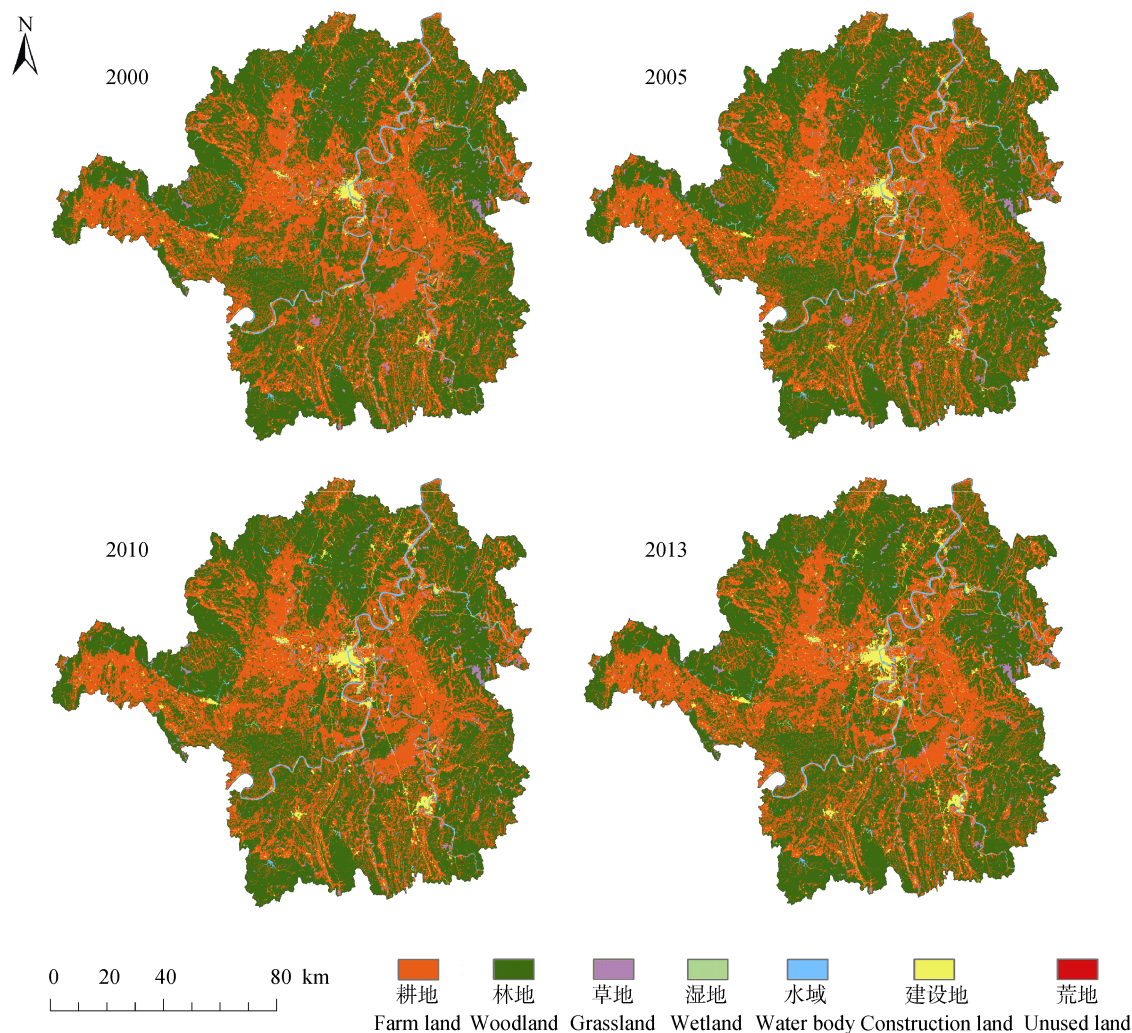 N
2000
2005
2010
2013
0 20 40 80 km
耕地 林地 草地 湿地 水域 建设地 荒地
Farm land Woodland Grassland Wetland Water body Construction land Unused land